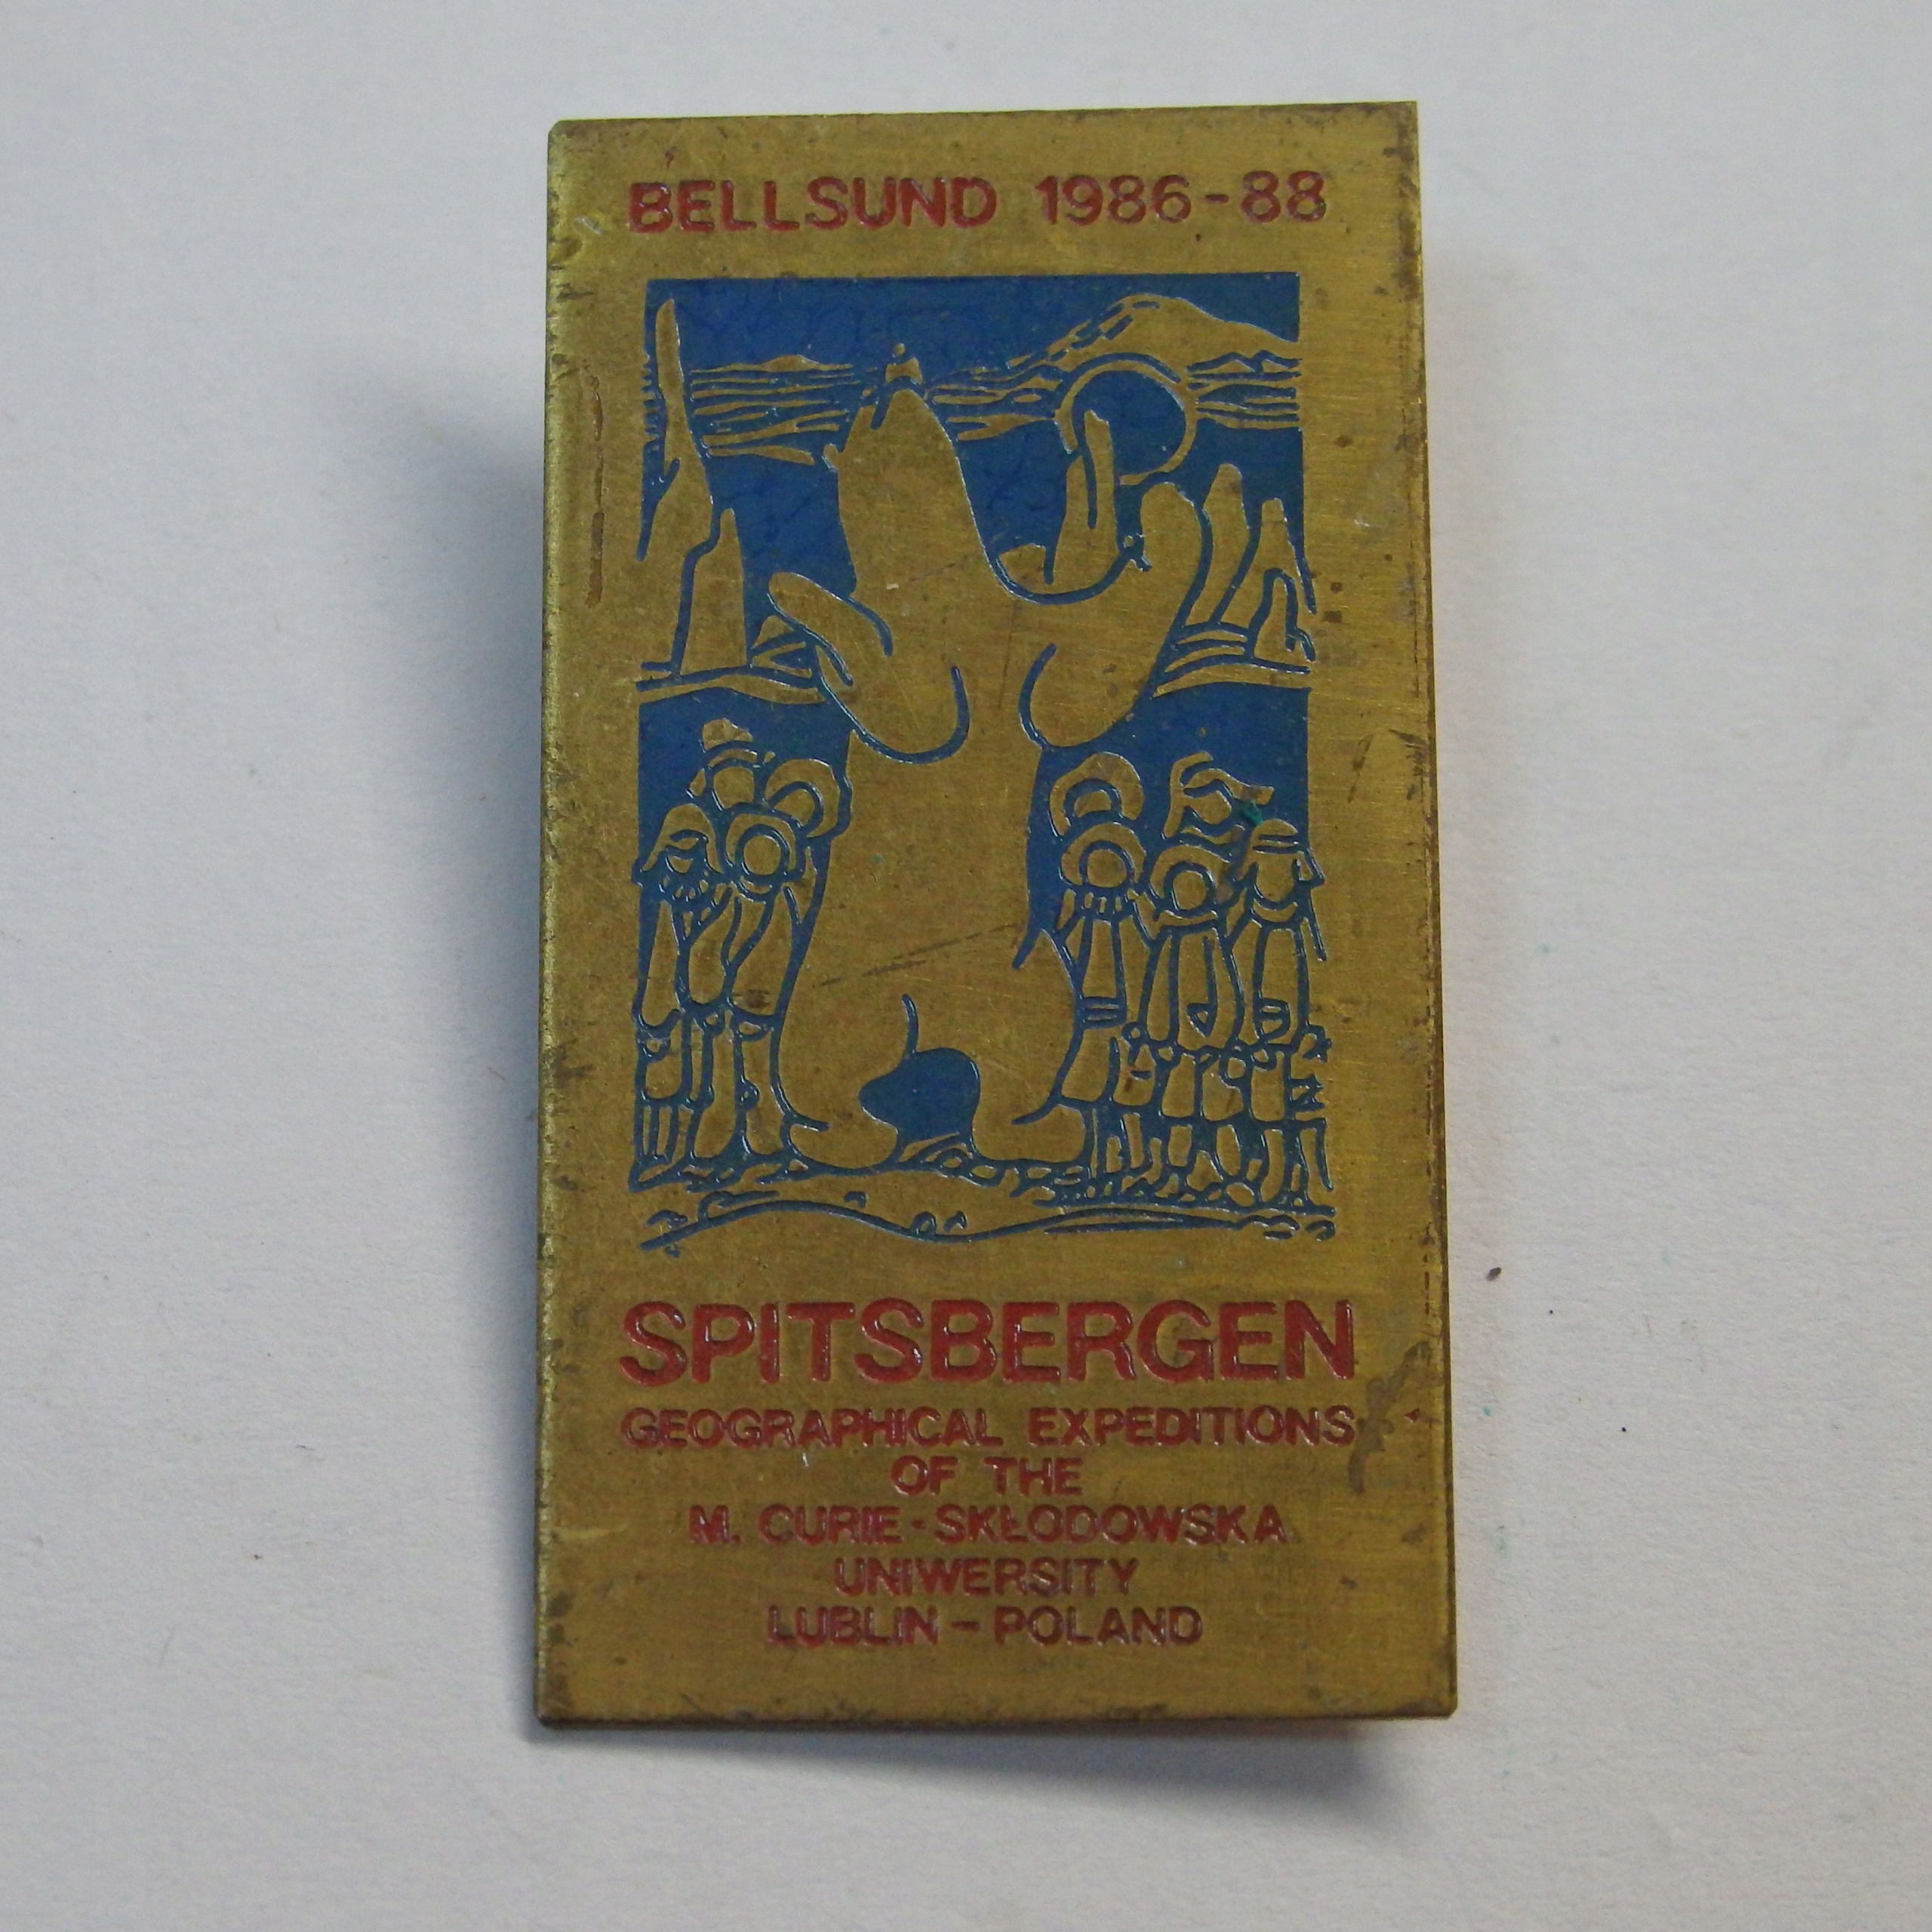 BELLSUND 1986-88
SPITSBERGEN
GEOGRAPHICAL EXPEDITIONS
OF THE
M. CURIE-SKŁODOWSKA
UNIWERSITY
LUBLIN - POLAND